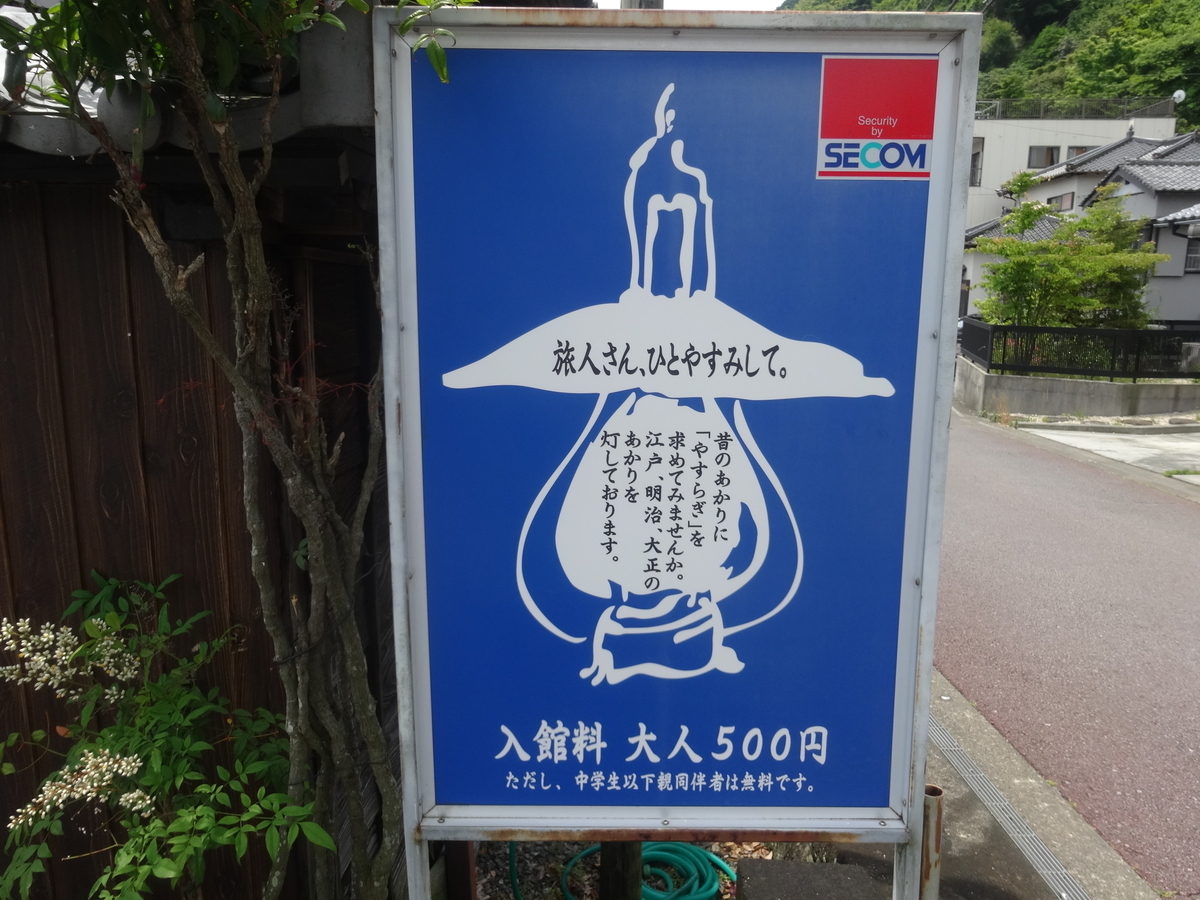 Security
by
SECOM
旅人さん、ひとやすみして。
昔のあかりに
「やすらぎ」を
求めてみませんか。
江戸、明治、大正の
あかりを
灯しております。
入館料 大人500円
ただし、中学生以下親同伴者は無料です。